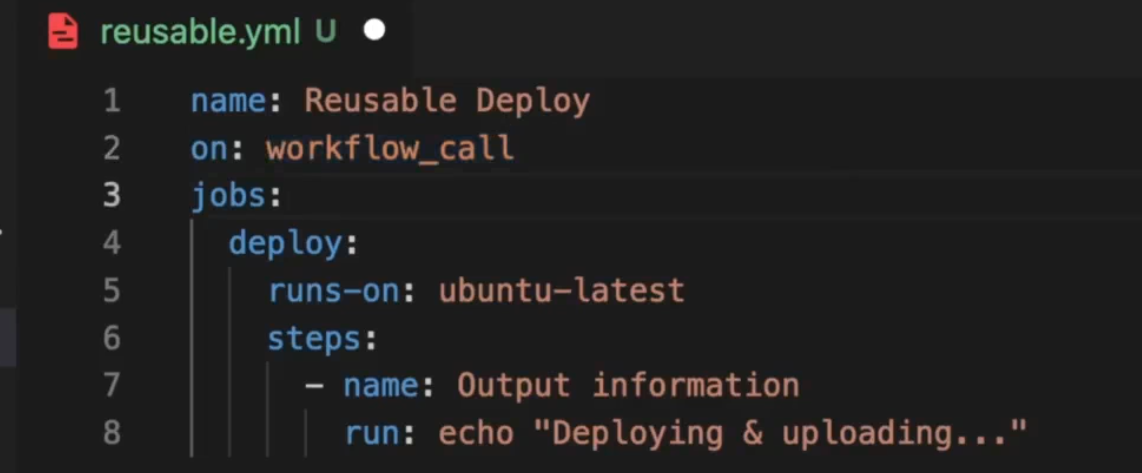 reusable.yml U
1 name: Reusable Deploy
2 on: workflow_call
3 jobs:
4   deploy:
5     runs-on: ubuntu-latest
6     steps:
7       - name: Output information
8         run: echo "Deploying & uploading..."